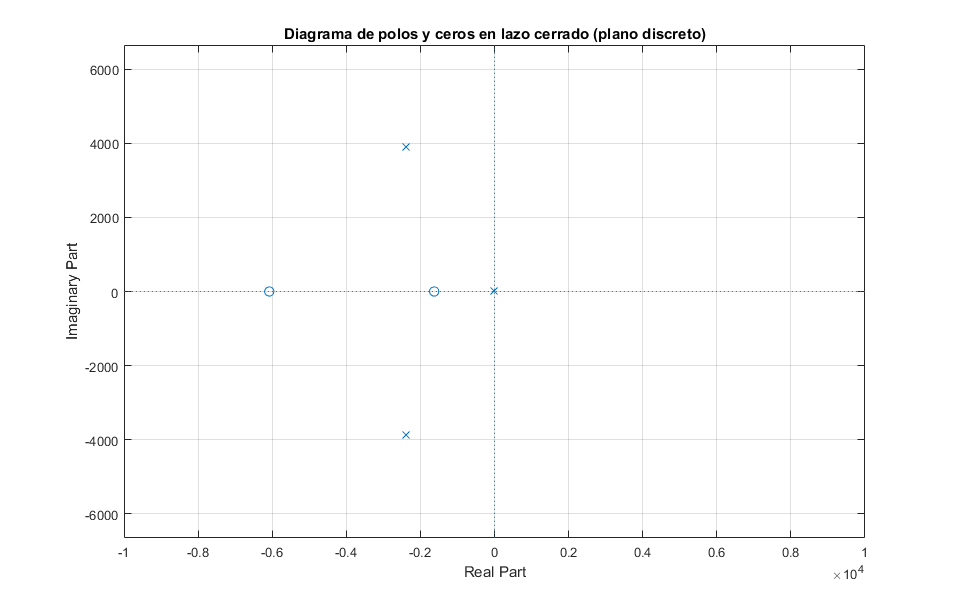 Diagrama de polos y ceros en lazo cerrado (plano discreto)
6000
4000
2000
0
-2000
-4000
-6000
Imaginary Part
-1 -0.8 -0.6 -0.4 -0.2 0 0.2 0.4 0.6 0.8 1
Real Part
×10^4